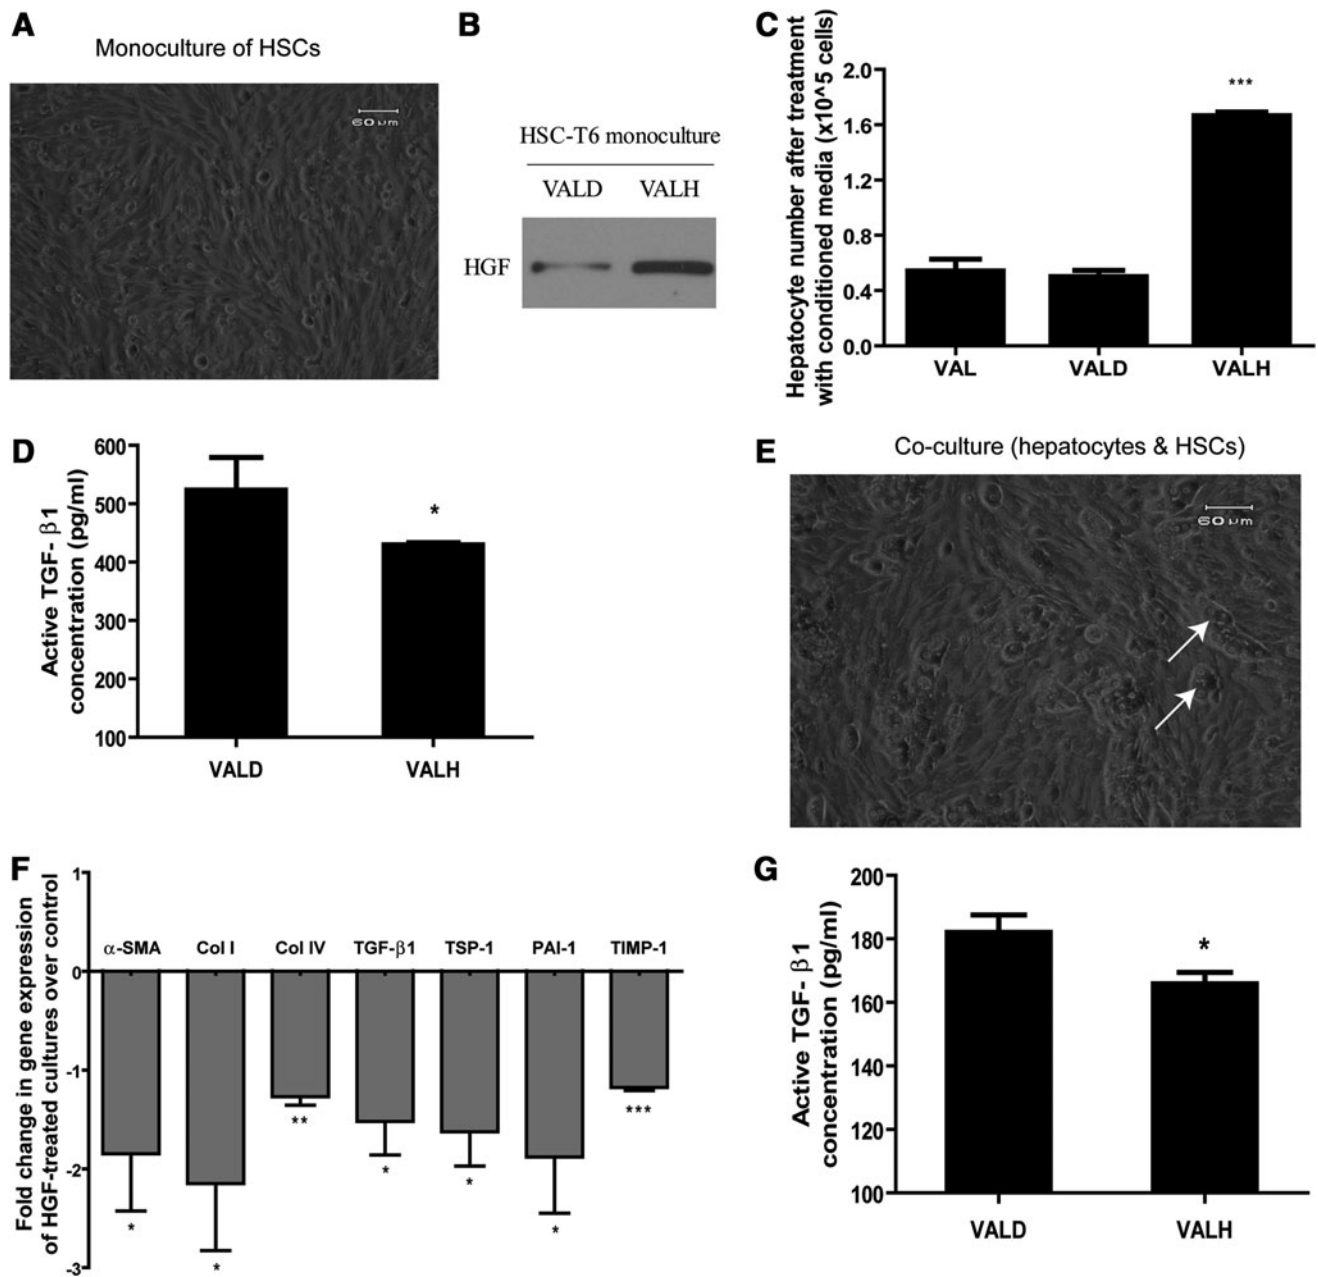 A
Monoculture of HSCs
60 µm
B
HSC-T6 monoculture
VALD VALH
HGF
C
Hepatocyte number after treatment
with conditioned media (x10^5 cells)
2.0
1.6
1.2
0.8
0.4
0.0
***
VAL VALD VALH
D
Active TGF- β1
concentration (pg/ml)
600
500
400
300
200
100
*
VALD VALH
E
Co-culture (hepatocytes & HSCs)
60 µm
F
Fold change in gene expression
of HGF-treated cultures over control
1
0
-1
-2
-3
α-SMA Col I Col IV TGF-β1 TSP-1 PAI-1 TIMP-1
* * ** * * * ***
G
Active TGF- β1
concentration (pg/ml)
200
180
160
140
120
100
*
VALD VALH